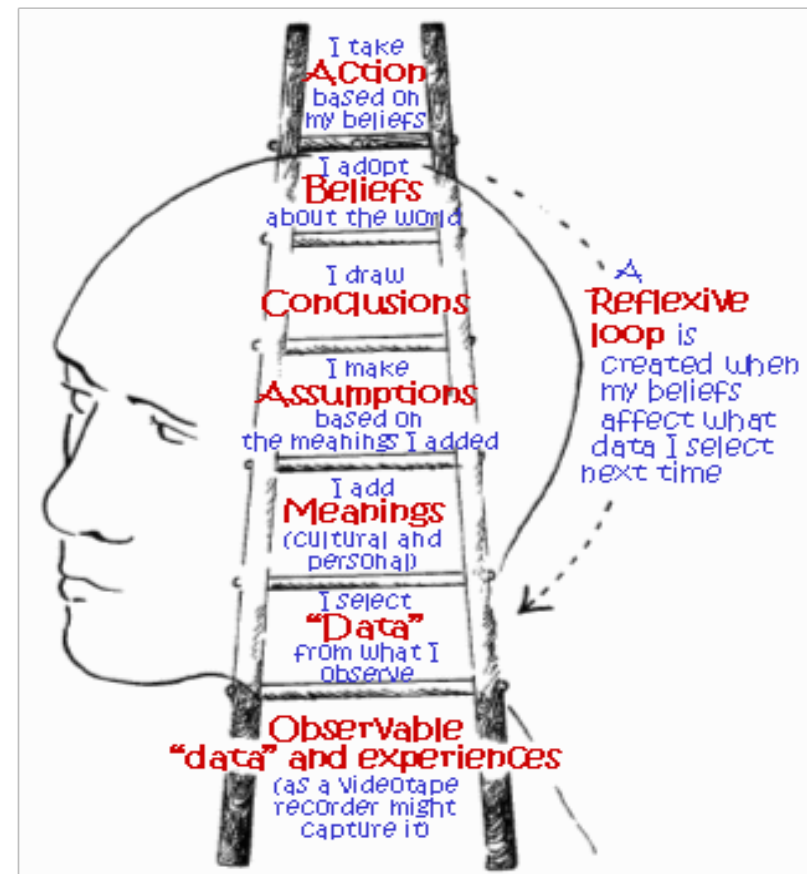 I take
Action
based on
my beliefs
I adopt
Beliefs
about the world
I draw
Conclusions
I make
Assumptions
based on
the meanings I added
I add
Meanings
(cultural and
personal)
I select
"Data"
from what I
observe
Observable
"data" and experiences
(as a videotape
recorder might
capture it)
A
Reflexive
loop is
created when
my beliefs
affect what
data I select
next time